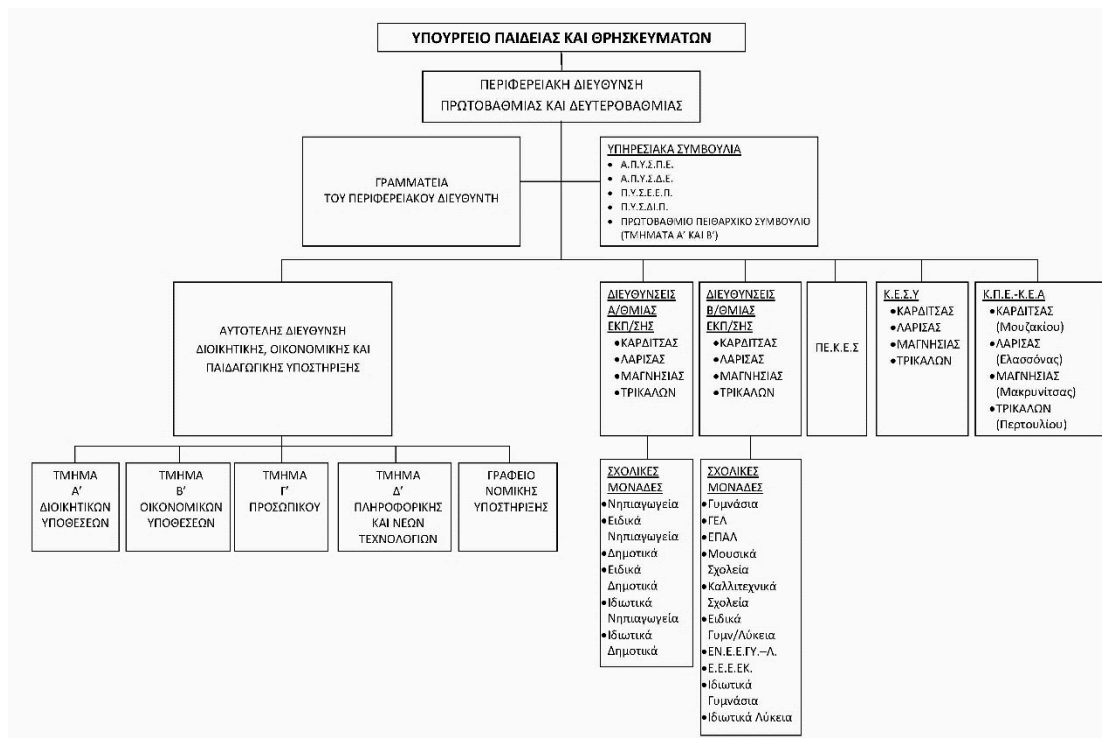 ΥΠΟΥΡΓΕΙΟ ΠΑΙΔΕΙΑΣ ΚΑΙ ΘΡΗΣΚΕΥΜΑΤΩΝ
ΠΕΡΙΦΕΡΕΙΑΚΗ ΔΙΕΥΘΥΝΣΗ
ΠΡΩΤΟΒΑΘΜΙΑΣ ΚΑΙ ΔΕΥΤΕΡΟΒΑΘΜΙΑΣ
ΓΡΑΜΜΑΤΕΙΑ
ΤΟΥ ΠΕΡΙΦΕΡΕΙΑΚΟΥ ΔΙΕΥΘΥΝΤΗ
ΥΠΗΡΕΣΙΑΚΑ ΣΥΜΒΟΥΛΙΑ
• Α.Π.Υ.Σ.Π.Ε.
• Α.Π.Υ.Σ.Δ.Ε.
• Π.Υ.Σ.Ε.Ε.Π.
• Π.Υ.Σ.ΔΙ.Π.
• ΠΡΩΤΟΒΑΘΜΙΟ ΠΕΙΘΑΡΧΙΚΟ ΣΥΜΒΟΥΛΙΟ
(ΤΜΗΜΑΤΑ Α' ΚΑΙ Β')
ΑΥΤΟΤΕΛΗΣ ΔΙΕΥΘΥΝΣΗ
ΔΙΟΙΚΗΤΙΚΗΣ, ΟΙΚΟΝΟΜΙΚΗΣ ΚΑΙ
ΠΑΙΔΑΓΩΓΙΚΗΣ ΥΠΟΣΤΗΡΙΞΗΣ
ΔΙΕΥΘΥΝΣΕΙΣ
Α/ΘΜΙΑΣ
ΕΚΠ/ΣΗΣ
•ΚΑΡΔΙΤΣΑΣ
•ΛΑΡΙΣΑΣ
•ΜΑΓΝΗΣΙΑΣ
•ΤΡΙΚΑΛΩΝ
ΔΙΕΥΘΥΝΣΕΙΣ
Β/ΘΜΙΑΣ
ΕΚΠ/ΣΗΣ
•ΚΑΡΔΙΤΣΑΣ
•ΛΑΡΙΣΑΣ
•ΜΑΓΝΗΣΙΑΣ
•ΤΡΙΚΑΛΩΝ
ΠΕ.Κ.Ε.Σ
Κ.Ε.Σ.Υ
•ΚΑΡΔΙΤΣΑΣ
•ΛΑΡΙΣΑΣ
•ΜΑΓΝΗΣΙΑΣ
•ΤΡΙΚΑΛΩΝ
Κ.Π.Ε.-Κ.Ε.Α
•ΚΑΡΔΙΤΣΑΣ
(Μουζακίου)
•ΛΑΡΙΣΑΣ
(Ελασσόνας)
•ΜΑΓΝΗΣΙΑΣ
(Μακρυνίτσας)
•ΤΡΙΚΑΛΩΝ
(Περτουλίου)
ΤΜΗΜΑ
Α'
ΔΙΟΙΚΗΤΙΚΩΝ
ΥΠΟΘΕΣΕΩΝ
ΤΜΗΜΑ
Β'
ΟΙΚΟΝΟΜΙΚΩΝ
ΥΠΟΘΕΣΕΩΝ
ΤΜΗΜΑ
Γ'
ΠΡΟΣΩΠΙΚΟΥ
ΤΜΗΜΑ
Δ'
ΠΛΗΡΟΦΟΡΙΚΗΣ
ΚΑΙ ΝΕΩΝ
ΤΕΧΝΟΛΟΓΙΩΝ
ΓΡΑΦΕΙΟ
ΝΟΜΙΚΗΣ
ΥΠΟΣΤΗΡΙΞΗΣ
ΣΧΟΛΙΚΕΣ
ΜΟΝΑΔΕΣ
•Νηπιαγωγεία
•Ειδικά
Νηπιαγωγεία
•Δημοτικά
•Ειδικά
Δημοτικά
•Ιδιωτικά
Νηπιαγωγεία
•Ιδιωτικά
Δημοτικά
ΣΧΟΛΙΚΕΣ
ΜΟΝΑΔΕΣ
•Γυμνάσια
•ΓΕΛ
•ΕΠΑΛ
•Μουσικά
Σχολεία
•Καλλιτεχνικά
Σχολεία
•Ειδικά
Γυμν/Λύκεια
•ΕΝ.Ε.Ε.ΓΥ.–Λ.
•Ε.Ε.Ε.ΕΚ.
•Ιδιωτικά
Γυμνάσια
•Ιδιωτικά Λύκεια